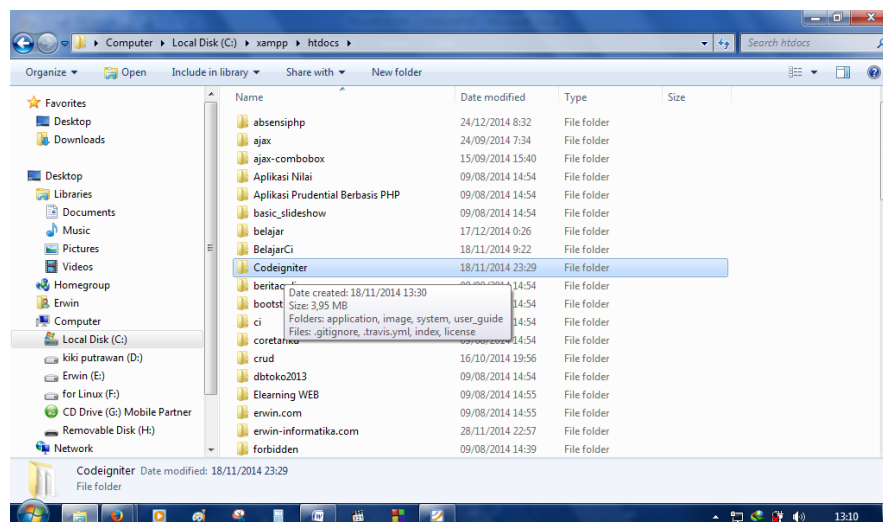 Computer ▸ Local Disk (C:) ▸ xampp ▸ htdocs ▸
Search htdocs
Organize Open Include in library Share with New folder
Name Date modified Type Size
Favorites
Desktop
Downloads
Desktop
Libraries
Documents
Music
Pictures
Videos
Homegroup
Erwin
Computer
Local Disk (C:)
kiki putrawan (D:)
Erwin (E:)
for Linux (F:)
CD Drive (G:) Mobile Partner
Removable Disk (H:)
Network
absensiphp 24/12/2014 8:32 File folder
ajax 24/09/2014 7:34 File folder
ajax-combobox 15/09/2014 15:40 File folder
Aplikasi Nilai 09/08/2014 14:54 File folder
Aplikasi Prudential Berbasis PHP 09/08/2014 14:54 File folder
basic_slideshow 09/08/2014 14:54 File folder
belajar 17/12/2014 0:26 File folder
BelajarCi 18/11/2014 9:22 File folder
Codeigniter 18/11/2014 23:29 File folder
14:54 File folder
14:54 File folder
ci 14:54 File folder
14:54 File folder
crud 16/10/2014 19:56 File folder
dbtoko2013 09/08/2014 14:54 File folder
Elearning WEB 09/08/2014 14:55 File folder
erwin.com 09/08/2014 14:55 File folder
erwin-informatika.com 28/11/2014 22:57 File folder
forbidden 09/08/2014 14:39 File folder
Date created: 18/11/2014 13:30
Size: 3,95 MB
Folders: application, image, system, user_guide
Files: .gitignore, .travis.yml, index, license
Codeigniter Date modified: 18/11/2014 23:29
File folder
13:10